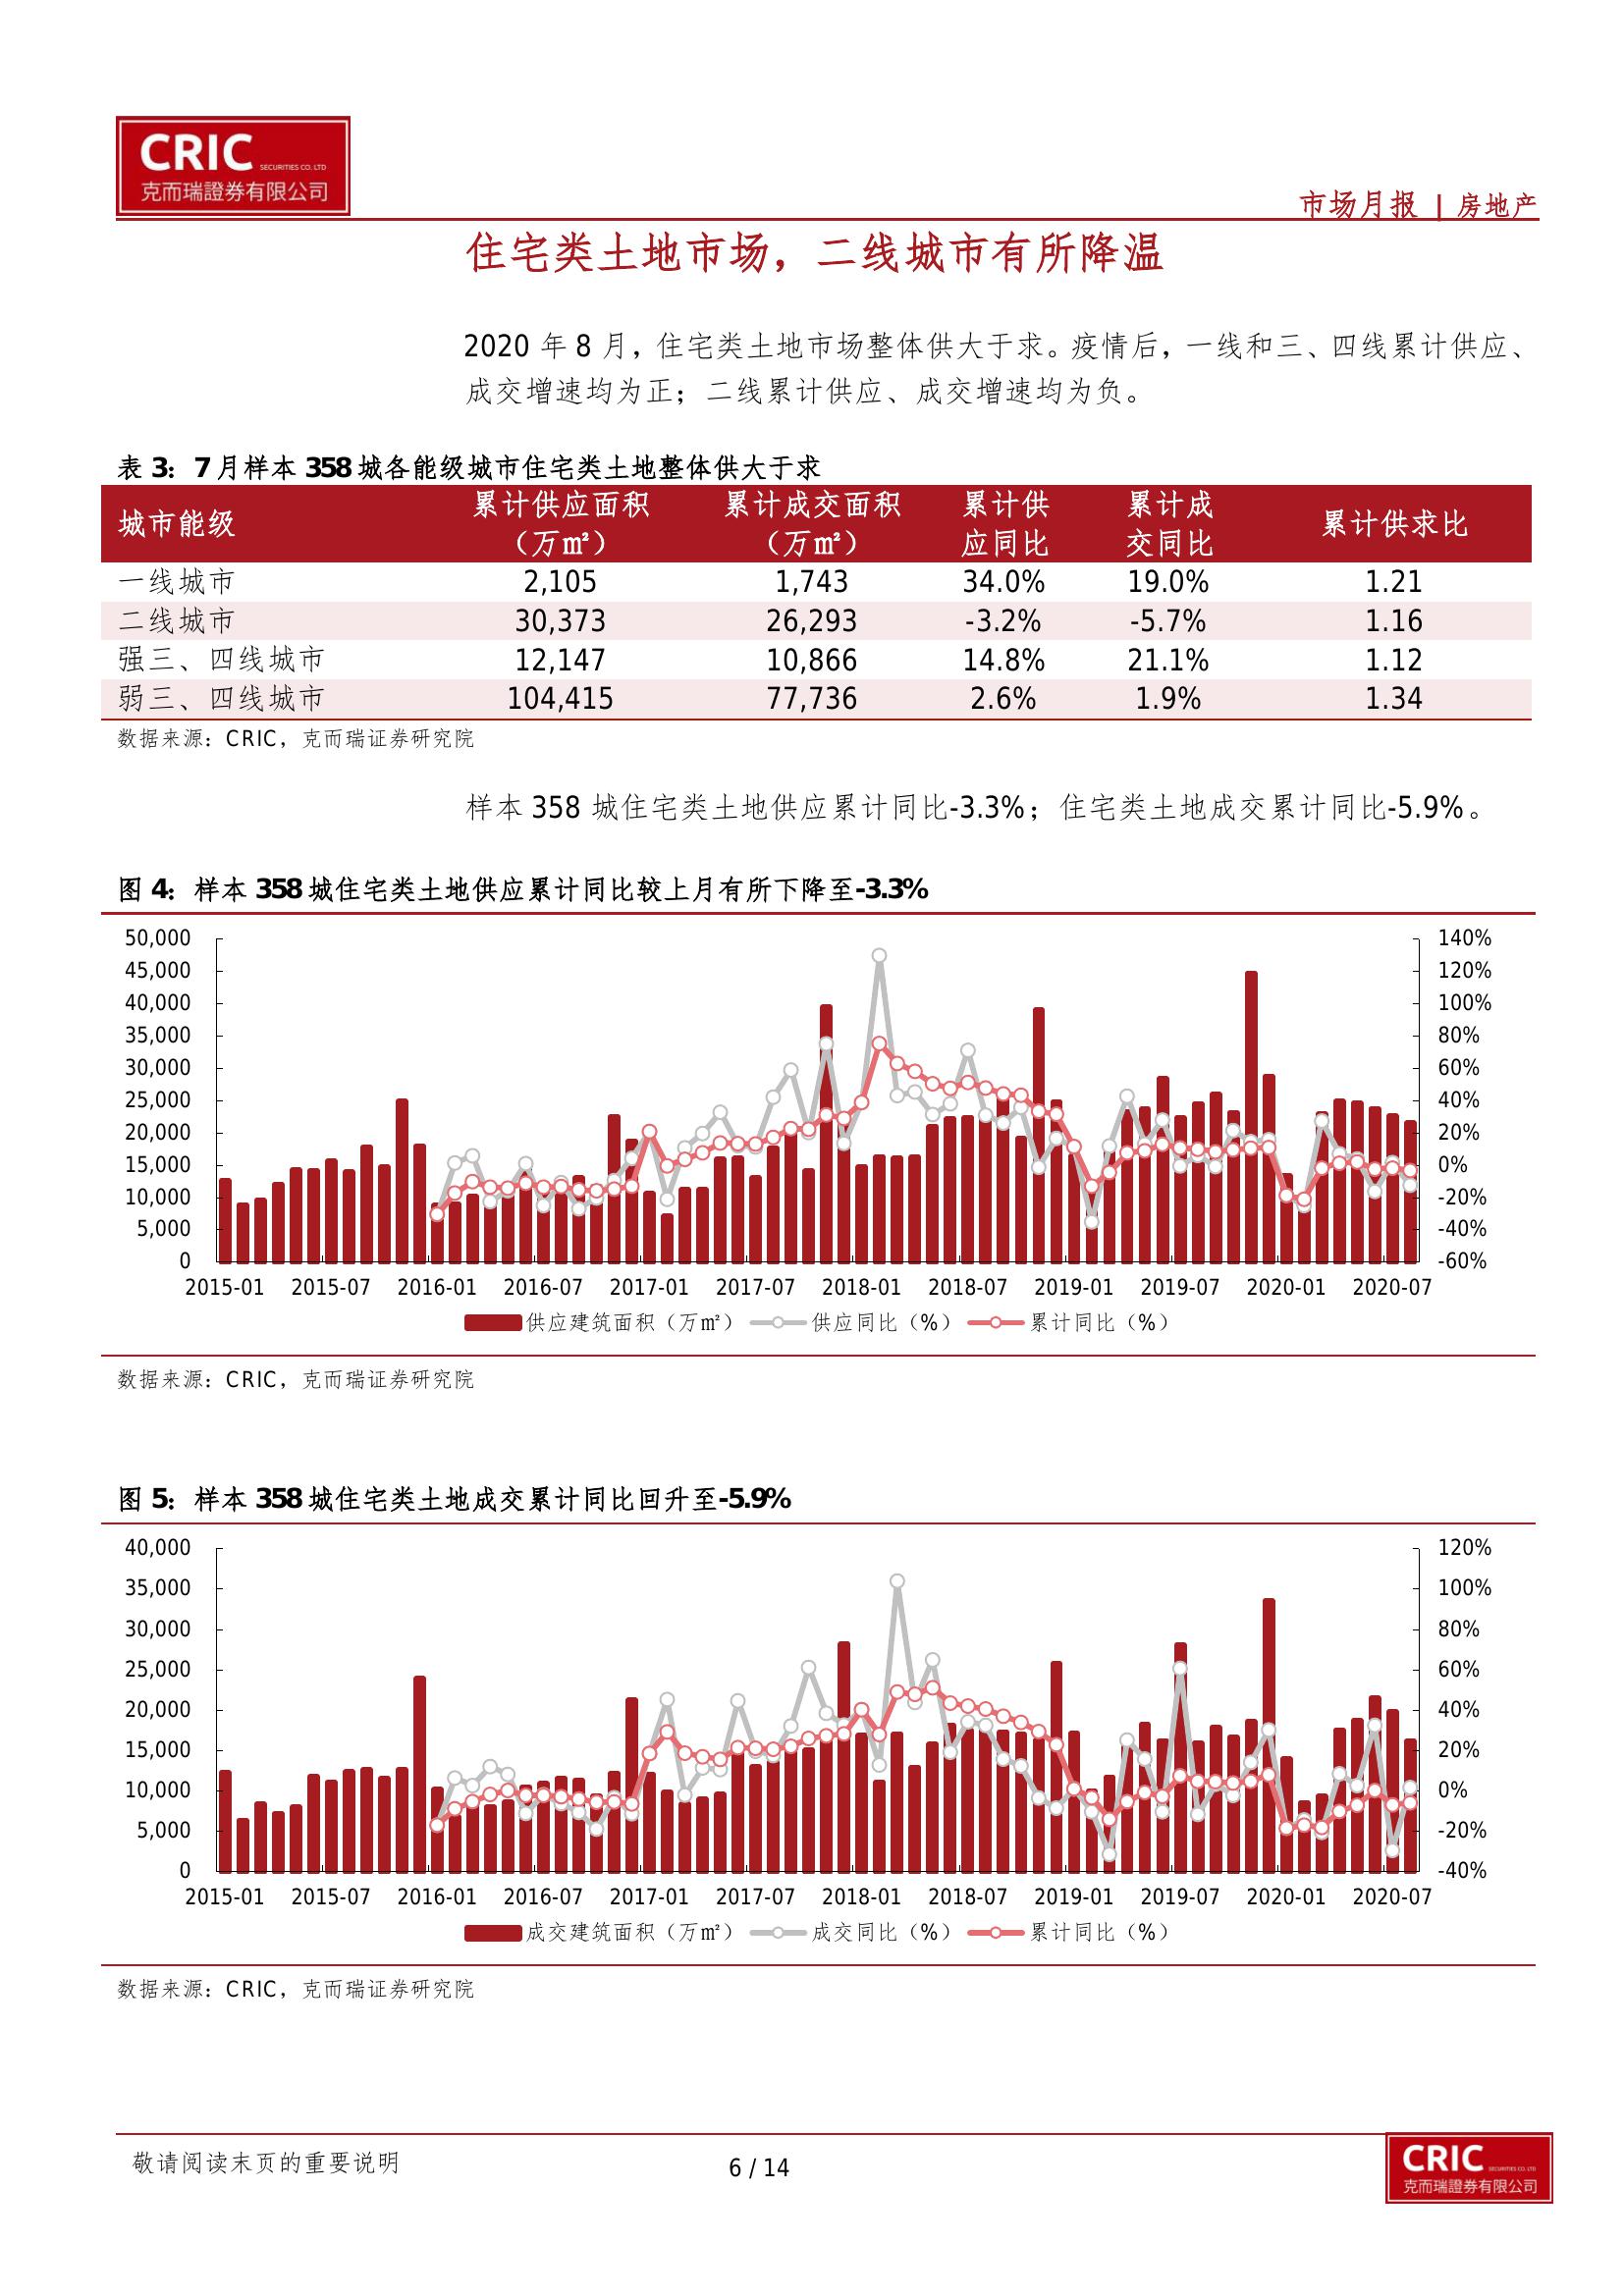 CRIC SECURITIES CO. LTD
克而瑞證券有限公司
市场月报 | 房地产
住宅类土地市场，二线城市有所降温
2020 年 8 月，住宅类土地市场整体供大于求。疫情后，一线和三、四线累计供应、
成交增速均为正；二线累计供应、成交增速均为负。
表 3：7 月样本 358 城各能级城市住宅类土地整体供大于求
城市能级 累计供应面积（万㎡） 累计成交面积（万㎡） 累计供应同比 累计成交同比 累计供求比
一线城市 2,105 1,743 34.0% 19.0% 1.21
二线城市 30,373 26,293 -3.2% -5.7% 1.16
强三、四线城市 12,147 10,866 14.8% 21.1% 1.12
弱三、四线城市 104,415 77,736 2.6% 1.9% 1.34
数据来源：CRIC，克而瑞证券研究院
样本 358 城住宅类土地供应累计同比-3.3%；住宅类土地成交累计同比-5.9%。
图 4：样本 358 城住宅类土地供应累计同比较上月有所下降至-3.3%
50,000 140%
45,000 120%
40,000 100%
35,000 80%
30,000 60%
25,000 40%
20,000 20%
15,000 0%
10,000 -20%
5,000 -40%
0 -60%
2015-01 2015-07 2016-01 2016-07 2017-01 2017-07 2018-01 2018-07 2019-01 2019-07 2020-01 2020-07
供应建筑面积（万㎡） 供应同比（%） 累计同比（%）
数据来源：CRIC，克而瑞证券研究院
图 5：样本 358 城住宅类土地成交累计同比回升至-5.9%
40,000 120%
35,000 100%
30,000 80%
25,000 60%
20,000 40%
15,000 20%
10,000 0%
5,000 -20%
0 -40%
2015-01 2015-07 2016-01 2016-07 2017-01 2017-07 2018-01 2018-07 2019-01 2019-07 2020-01 2020-07
成交建筑面积（万㎡） 成交同比（%） 累计同比（%）
数据来源：CRIC，克而瑞证券研究院
敬请阅读末页的重要说明
6 / 14
CRIC SECURITIES CO. LTD
克而瑞證券有限公司